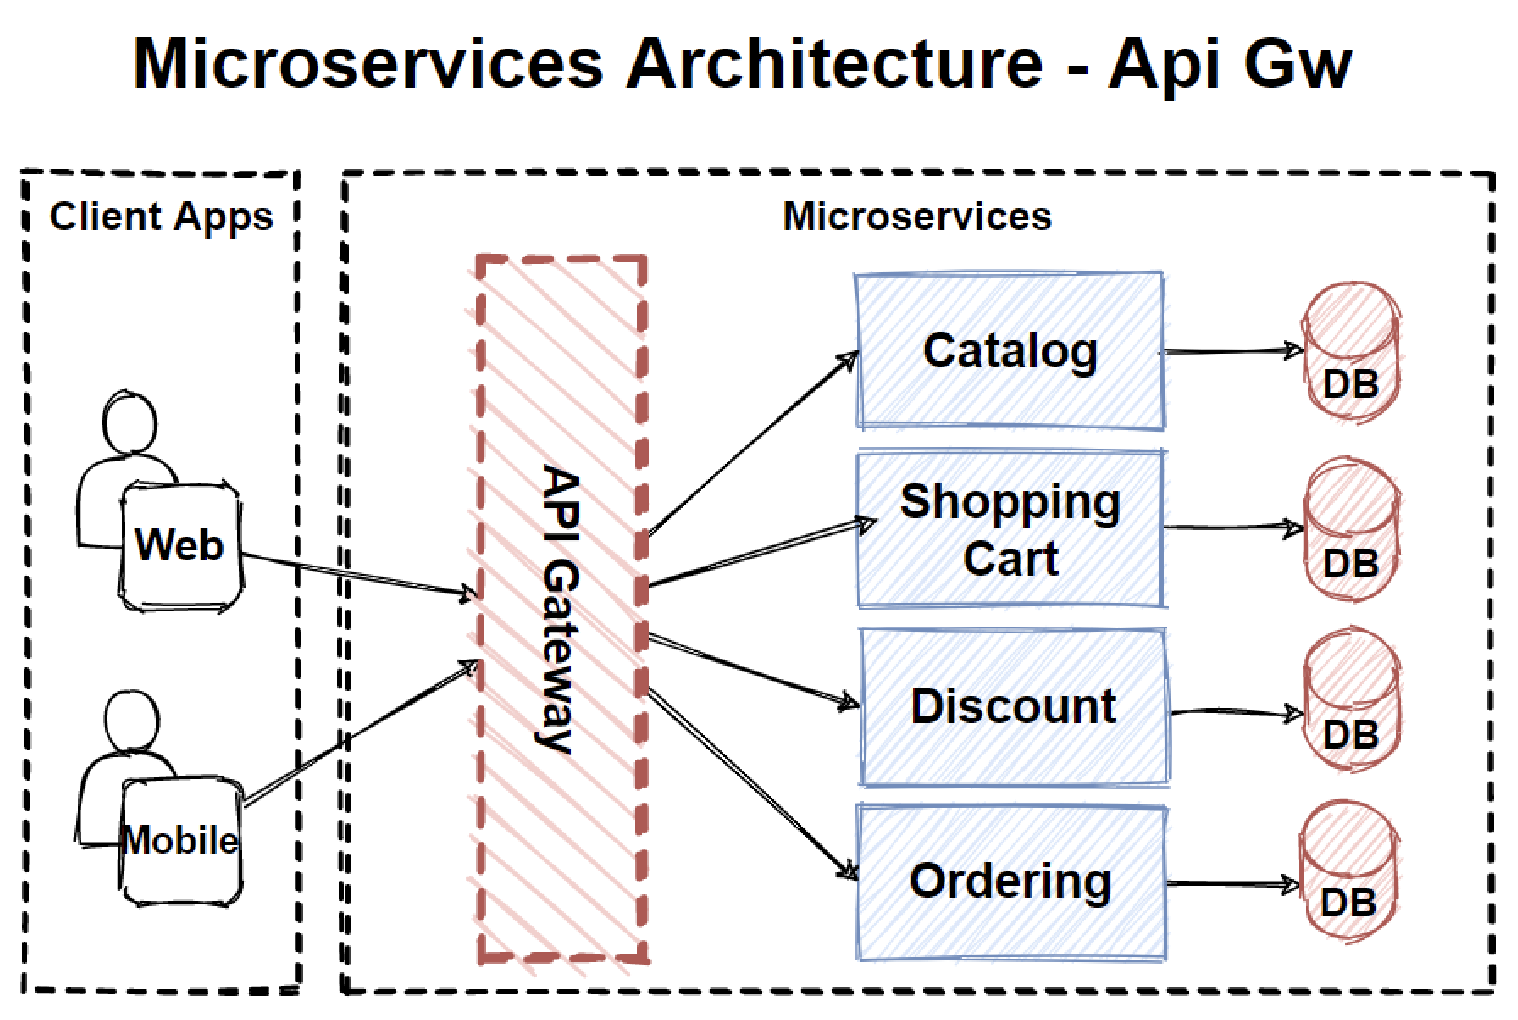 Microservices Architecture - Api Gw
Client Apps
Microservices
Web
Mobile
API Gateway
Catalog
DB
Shopping
Cart
DB
Discount
DB
Ordering
DB